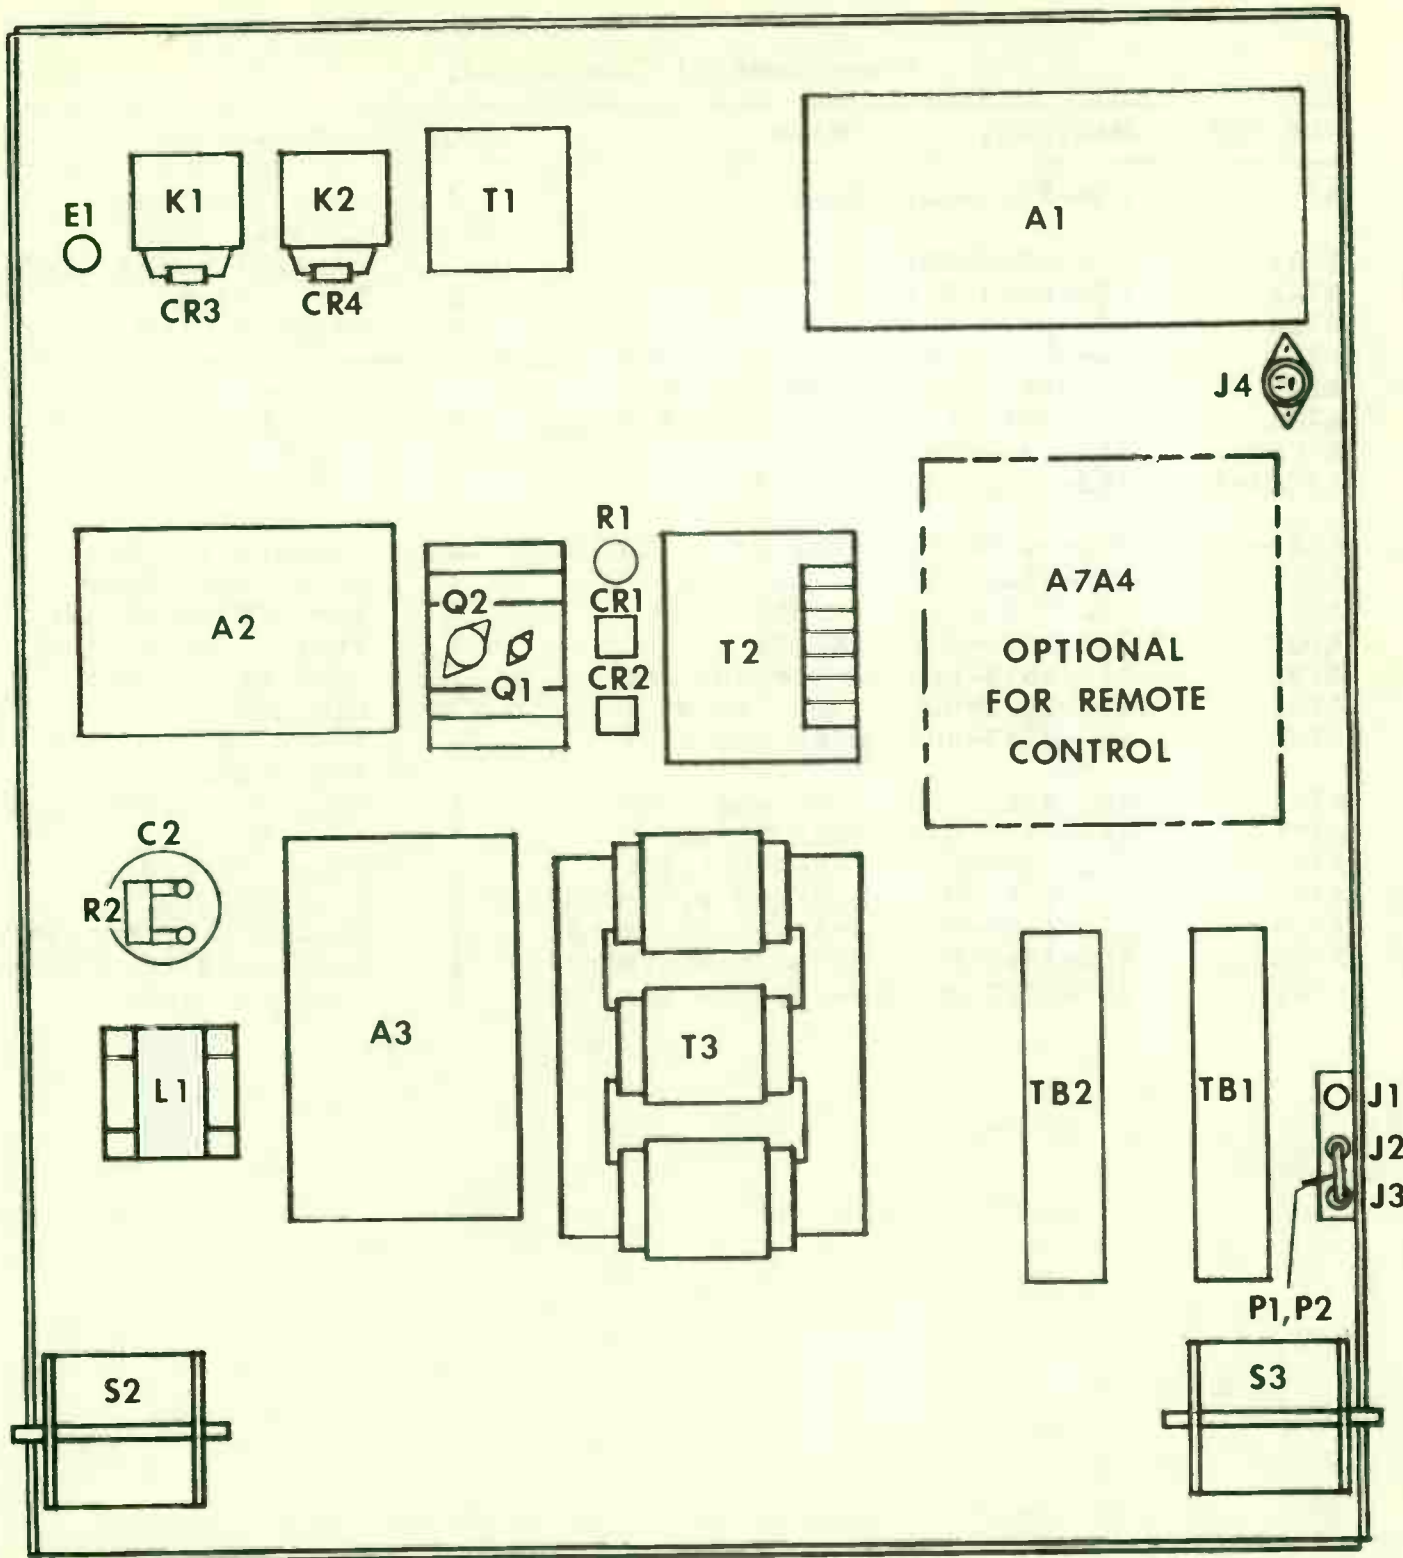 E1
K1
K2
T1
A1
CR3
CR4
J4
R1
CR1
CR2
A2
Q2
Q1
T2
A7A4
OPTIONAL
FOR REMOTE
CONTROL
C2
R2
A3
T3
L1
TB2
TB1
J1
J2
J3
P1, P2
S2
S3